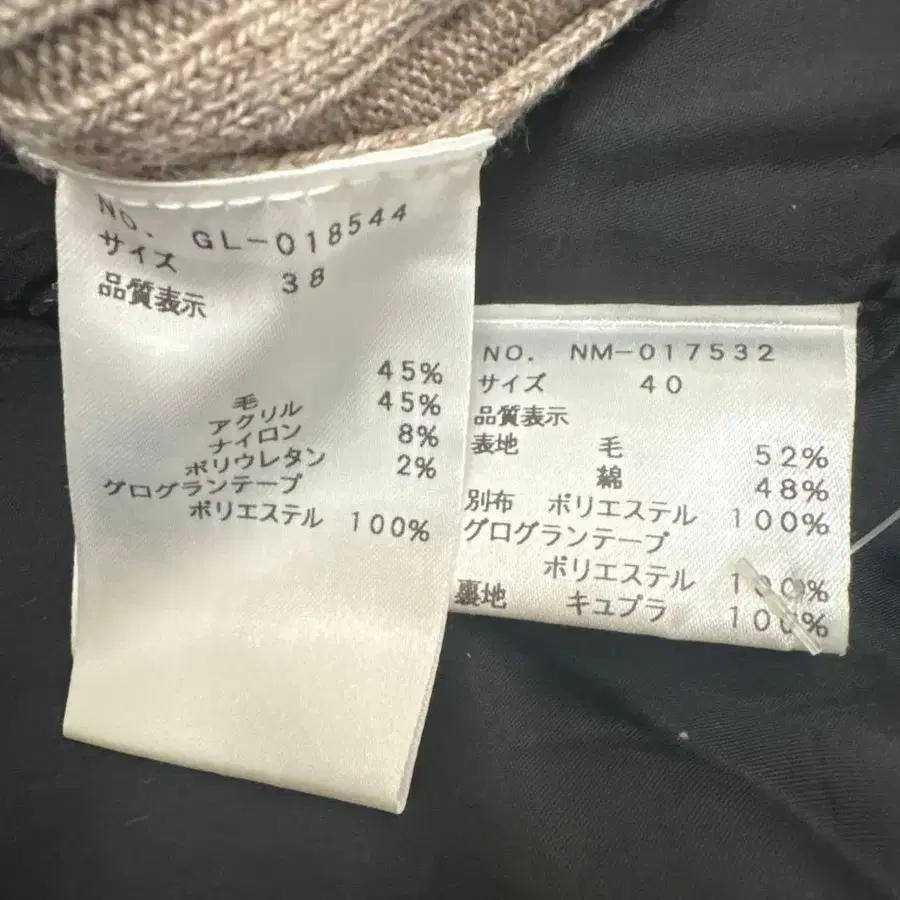 NO. GL-018544
サイズ 38
品質表示
毛 45%
アクリル 45%
ナイロン 8%
ポリウレタン 2%
グログランテープ
ポリエステル 100%
NO. NM-017532
サイズ 40
品質表示
表地 毛 52%
綿 48%
別布 ポリエステル 100%
グログランテープ
ポリエステル 100%
裏地 キュプラ 100%